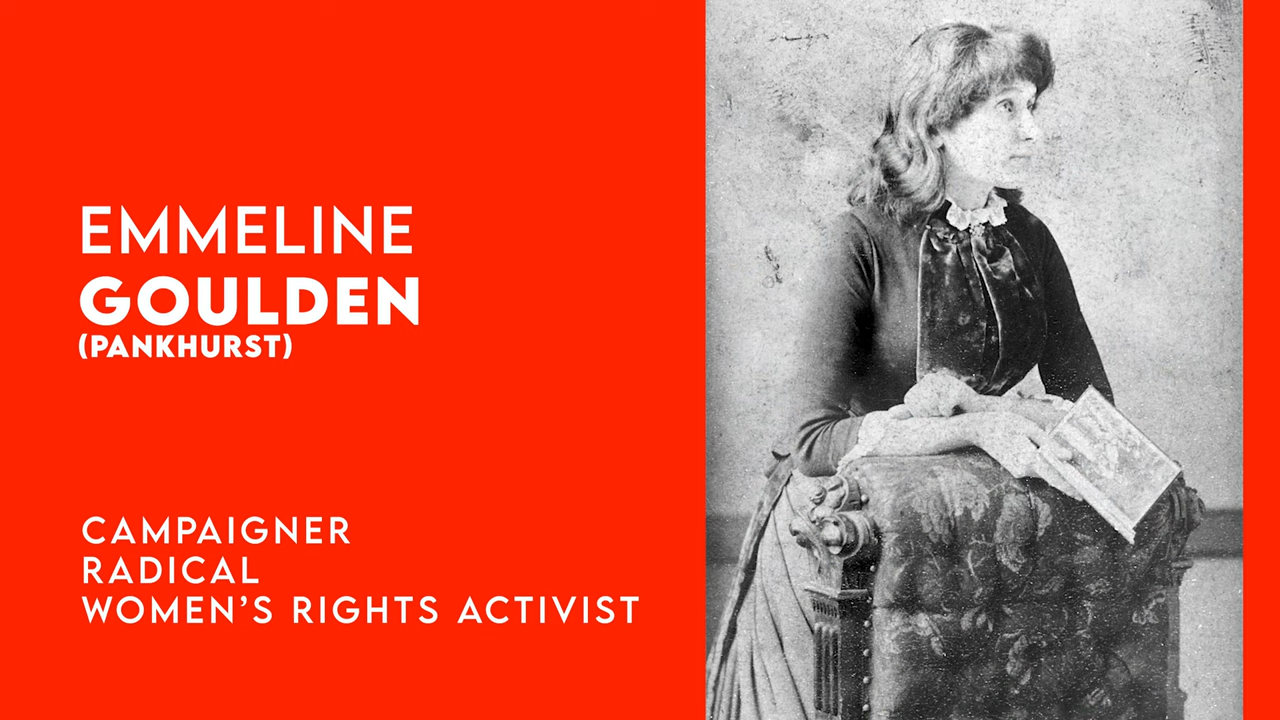 EMMELINE
GOULDEN
(PANKHURST)
CAMPAIGNER
RADICAL
WOMEN'S RIGHTS ACTIVIST